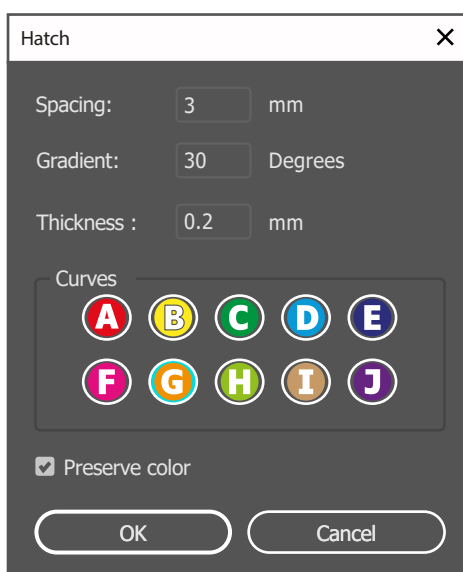 Hatch
Spacing: 3 mm
Gradient: 30 Degrees
Thickness : 0.2 mm
Curves
A B C D E
F G H I J
Preserve color
OK Cancel